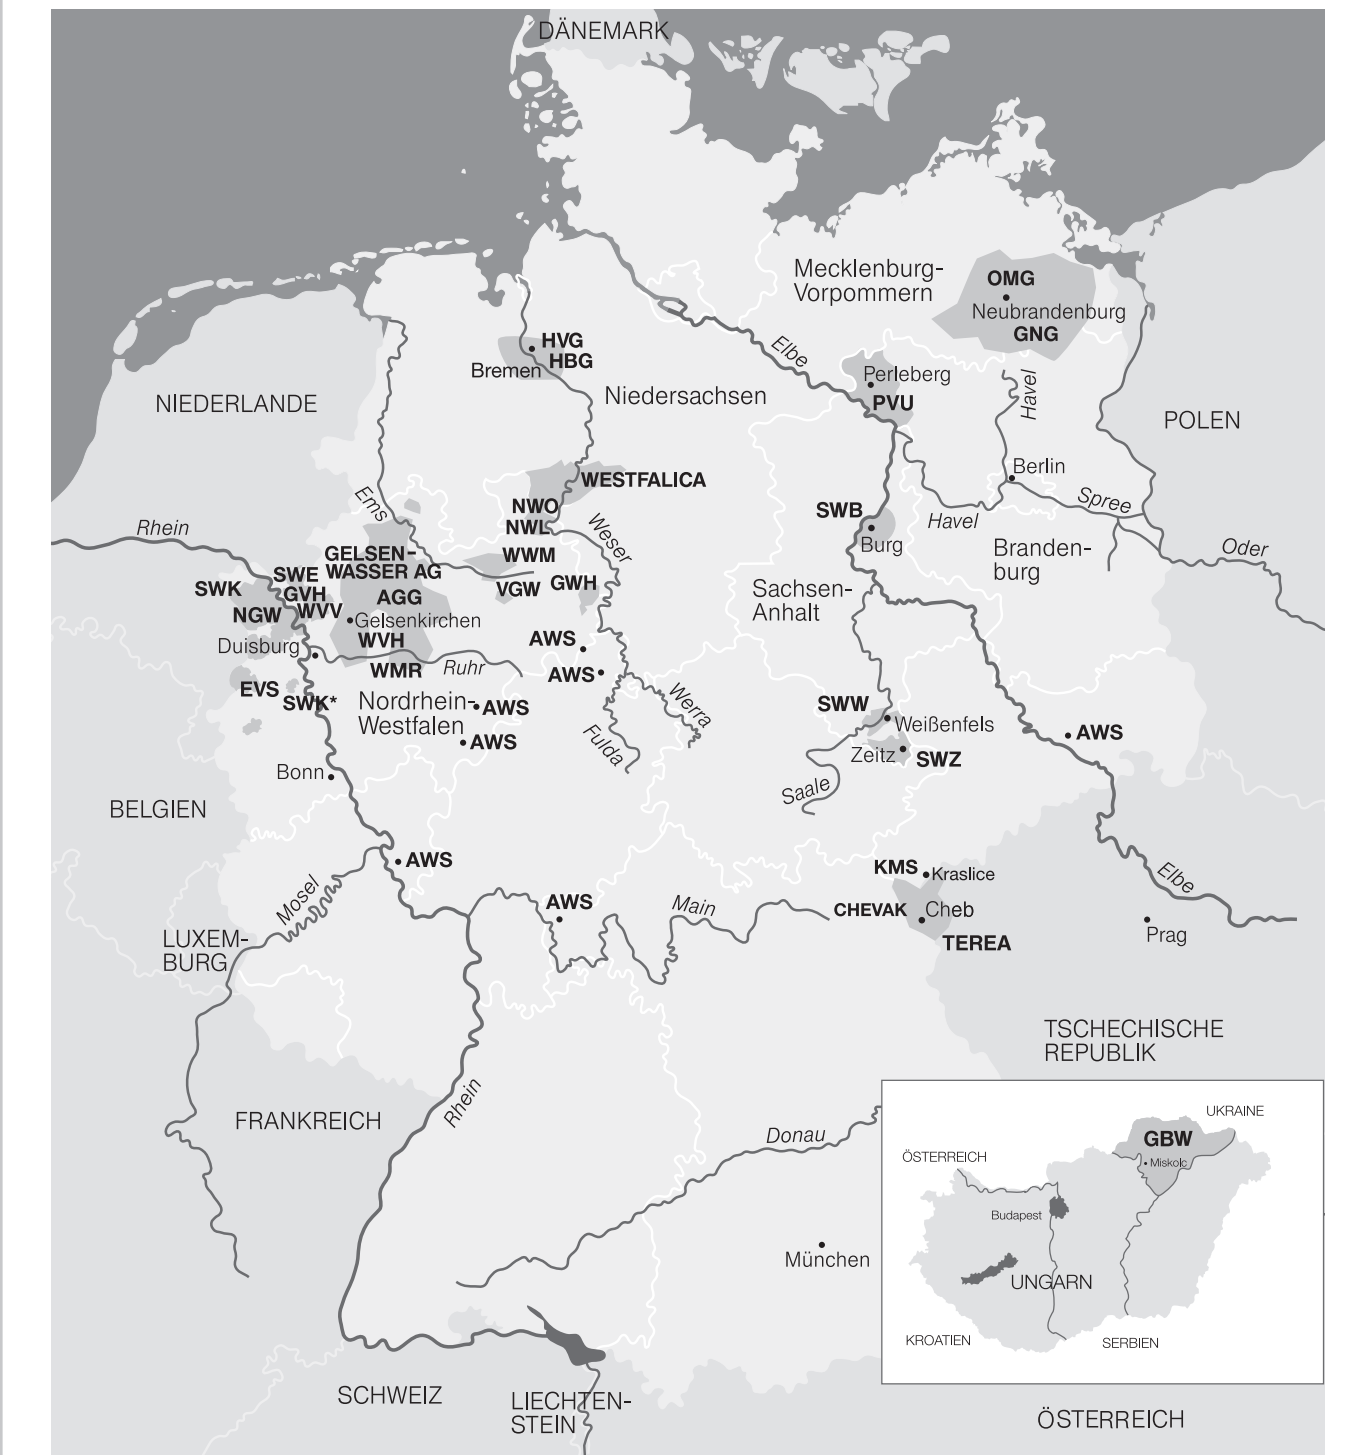 DÄNEMARK
Mecklenburg-
Vorpommern
OMG
Neubrandenburg
GNG
HVG
HBG
Bremen
Elbe
Perleberg
PVU
Havel
Niedersachsen
NIEDERLANDE
POLEN
Berlin
Spree
WESTFALICA
Ems
NWO
NWL
Weser
SWB
Burg
Havel
Branden-
burg
Oder
Rhein
GELSEN-
WASSER AG
WWM
VGW
GWH
SWE
GVH
SWK
WVV
NGW
AGG
Gelsenkirchen
WVH
Duisburg
WMR
Ruhr
Sachsen-
Anhalt
AWS
AWS
EVS
SWK*
Nordrhein-
Westfalen
AWS
AWS
Werra
Fulda
SWW
Weißenfels
Zeitz
SWZ
AWS
Saale
Bonn
BELGIEN
AWS
Mosel
AWS
Main
KMS
Kraslice
CHEVAK
Cheb
TEREA
Elbe
Prag
LUXEM-
BURG
TSCHECHISCHE
REPUBLIK
FRANKREICH
Rhein
Donau
München
UKRAINE
GBW
Miskolc
ÖSTERREICH
Budapest
UNGARN
KROATIEN
SERBIEN
SCHWEIZ
LIECHTEN-
STEIN
ÖSTERREICH